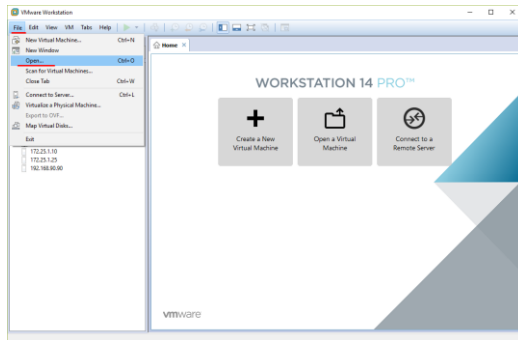 VMware Workstation
File Edit View VM Tabs Help
New Virtual Machine... Ctrl+N
New Window
Open... Ctrl+O
Scan for Virtual Machines...
Close Tab Ctrl+W
Connect to Server... Ctrl+L
Virtualize a Physical Machine...
Export to OVF...
Map Virtual Disks...
Exit
172.25.1.10
172.25.1.25
192.168.80.90
Home
WORKSTATION 14 PRO™
Create a New
Virtual Machine
Open a Virtual
Machine
Connect to a
Remote Server
vmware